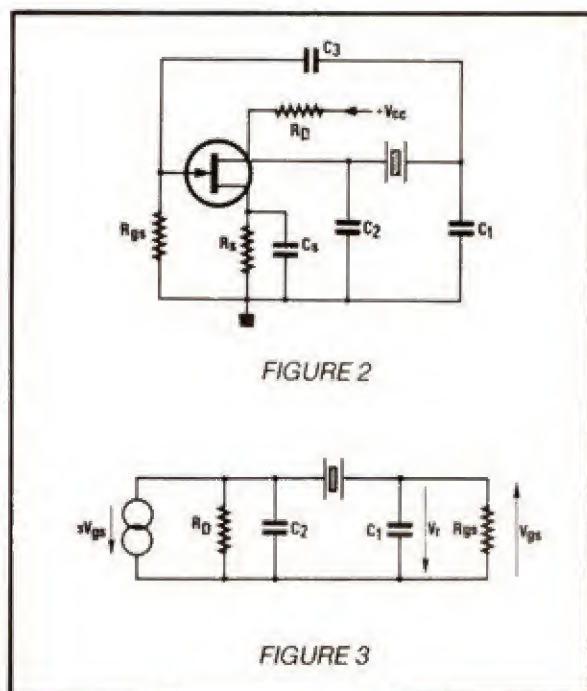 C3
-Vcc
RD
Rgs
Rs
Cs
C2
C1
FIGURE 2
sVgs
RD
C2
C1
Vr
Rgs
Vgs
FIGURE 3